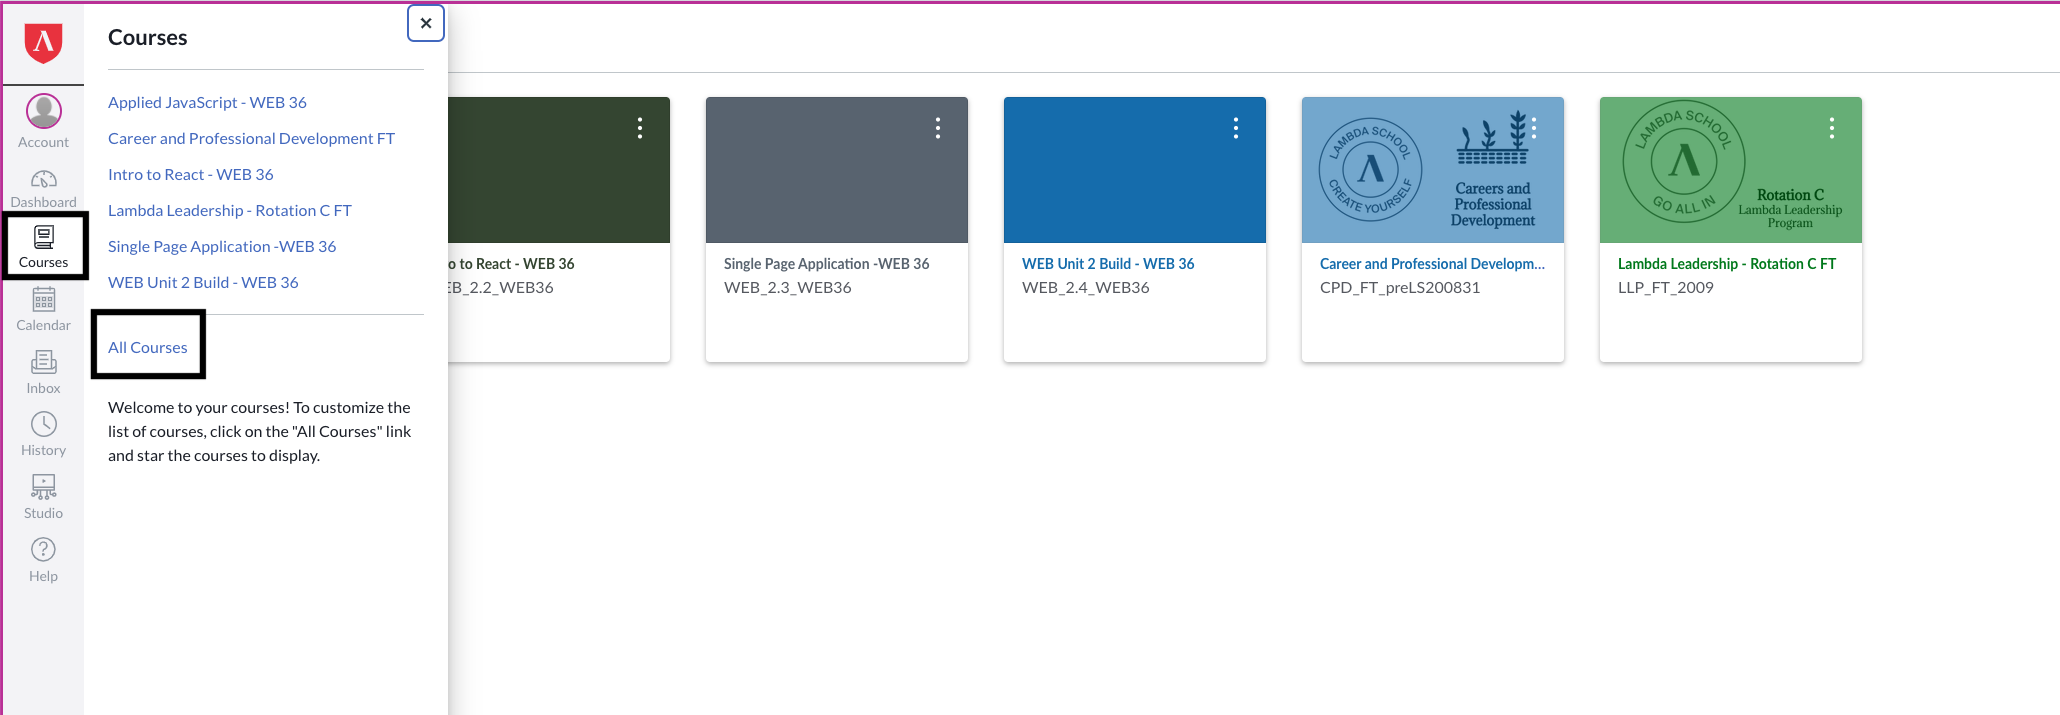 Courses
Account
Dashboard
Courses
Calendar
Inbox
History
Studio
Help
Applied JavaScript - WEB 36
Career and Professional Development FT
Intro to React - WEB 36
Lambda Leadership - Rotation C FT
Single Page Application -WEB 36
WEB Unit 2 Build - WEB 36
All Courses
Welcome to your courses! To customize the
list of courses, click on the "All Courses" link
and star the courses to display.
o to React - WEB 36
EB_2.2_WEB36
Single Page Application -WEB 36
WEB_2.3_WEB36
WEB Unit 2 Build - WEB 36
WEB_2.4_WEB36
LAMBDA SCHOOL
CREATE YOURSELF
Careers and
Professional
Development
Career and Professional Developm...
CPD_FT_preLS200831
LAMBDA SCHOOL
GO ALL IN
Rotation C
Lambda Leadership
Program
Lambda Leadership - Rotation C FT
LLP_FT_2009